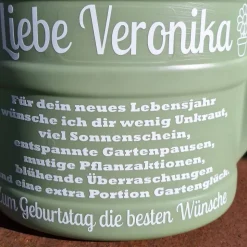 Liebe Veronika
Für dein neues Lebensjahr
wünsche ich dir wenig Unkraut,
viel Sonnenschein,
entspannte Gartenpausen,
mutige Pflanzaktionen,
blühende Überraschungen
und eine extra Portion Gartenglück.
Zum Geburtstag die besten Wünsche